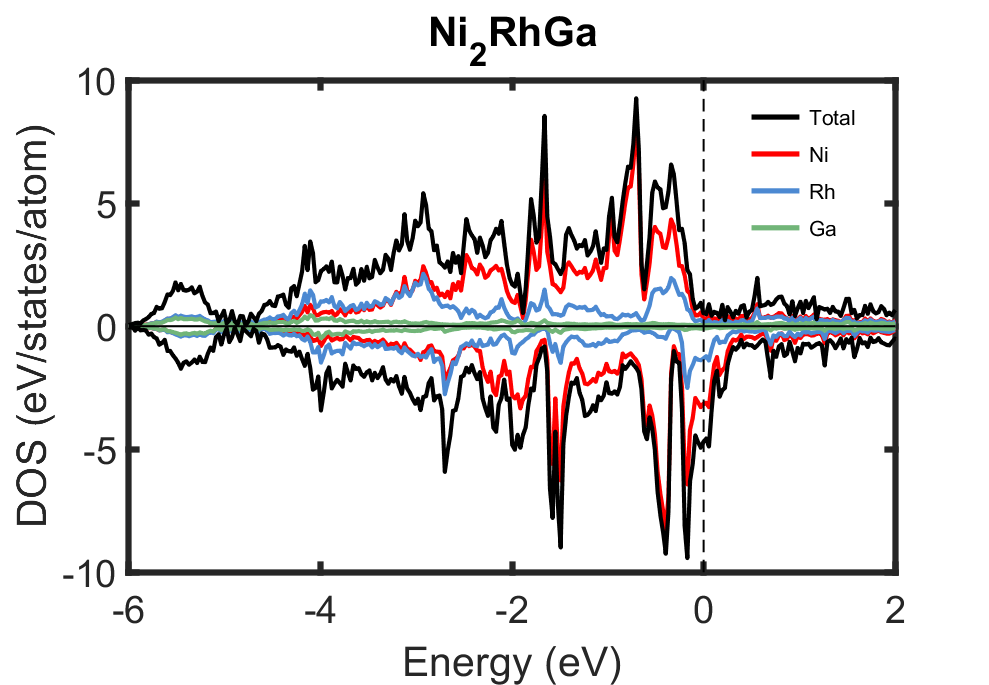 Ni₂RhGa
DOS (eV/states/atom)
10
5
0
-5
-10
-6 -4 -2 0 2
Energy (eV)
Total
Ni
Rh
Ga